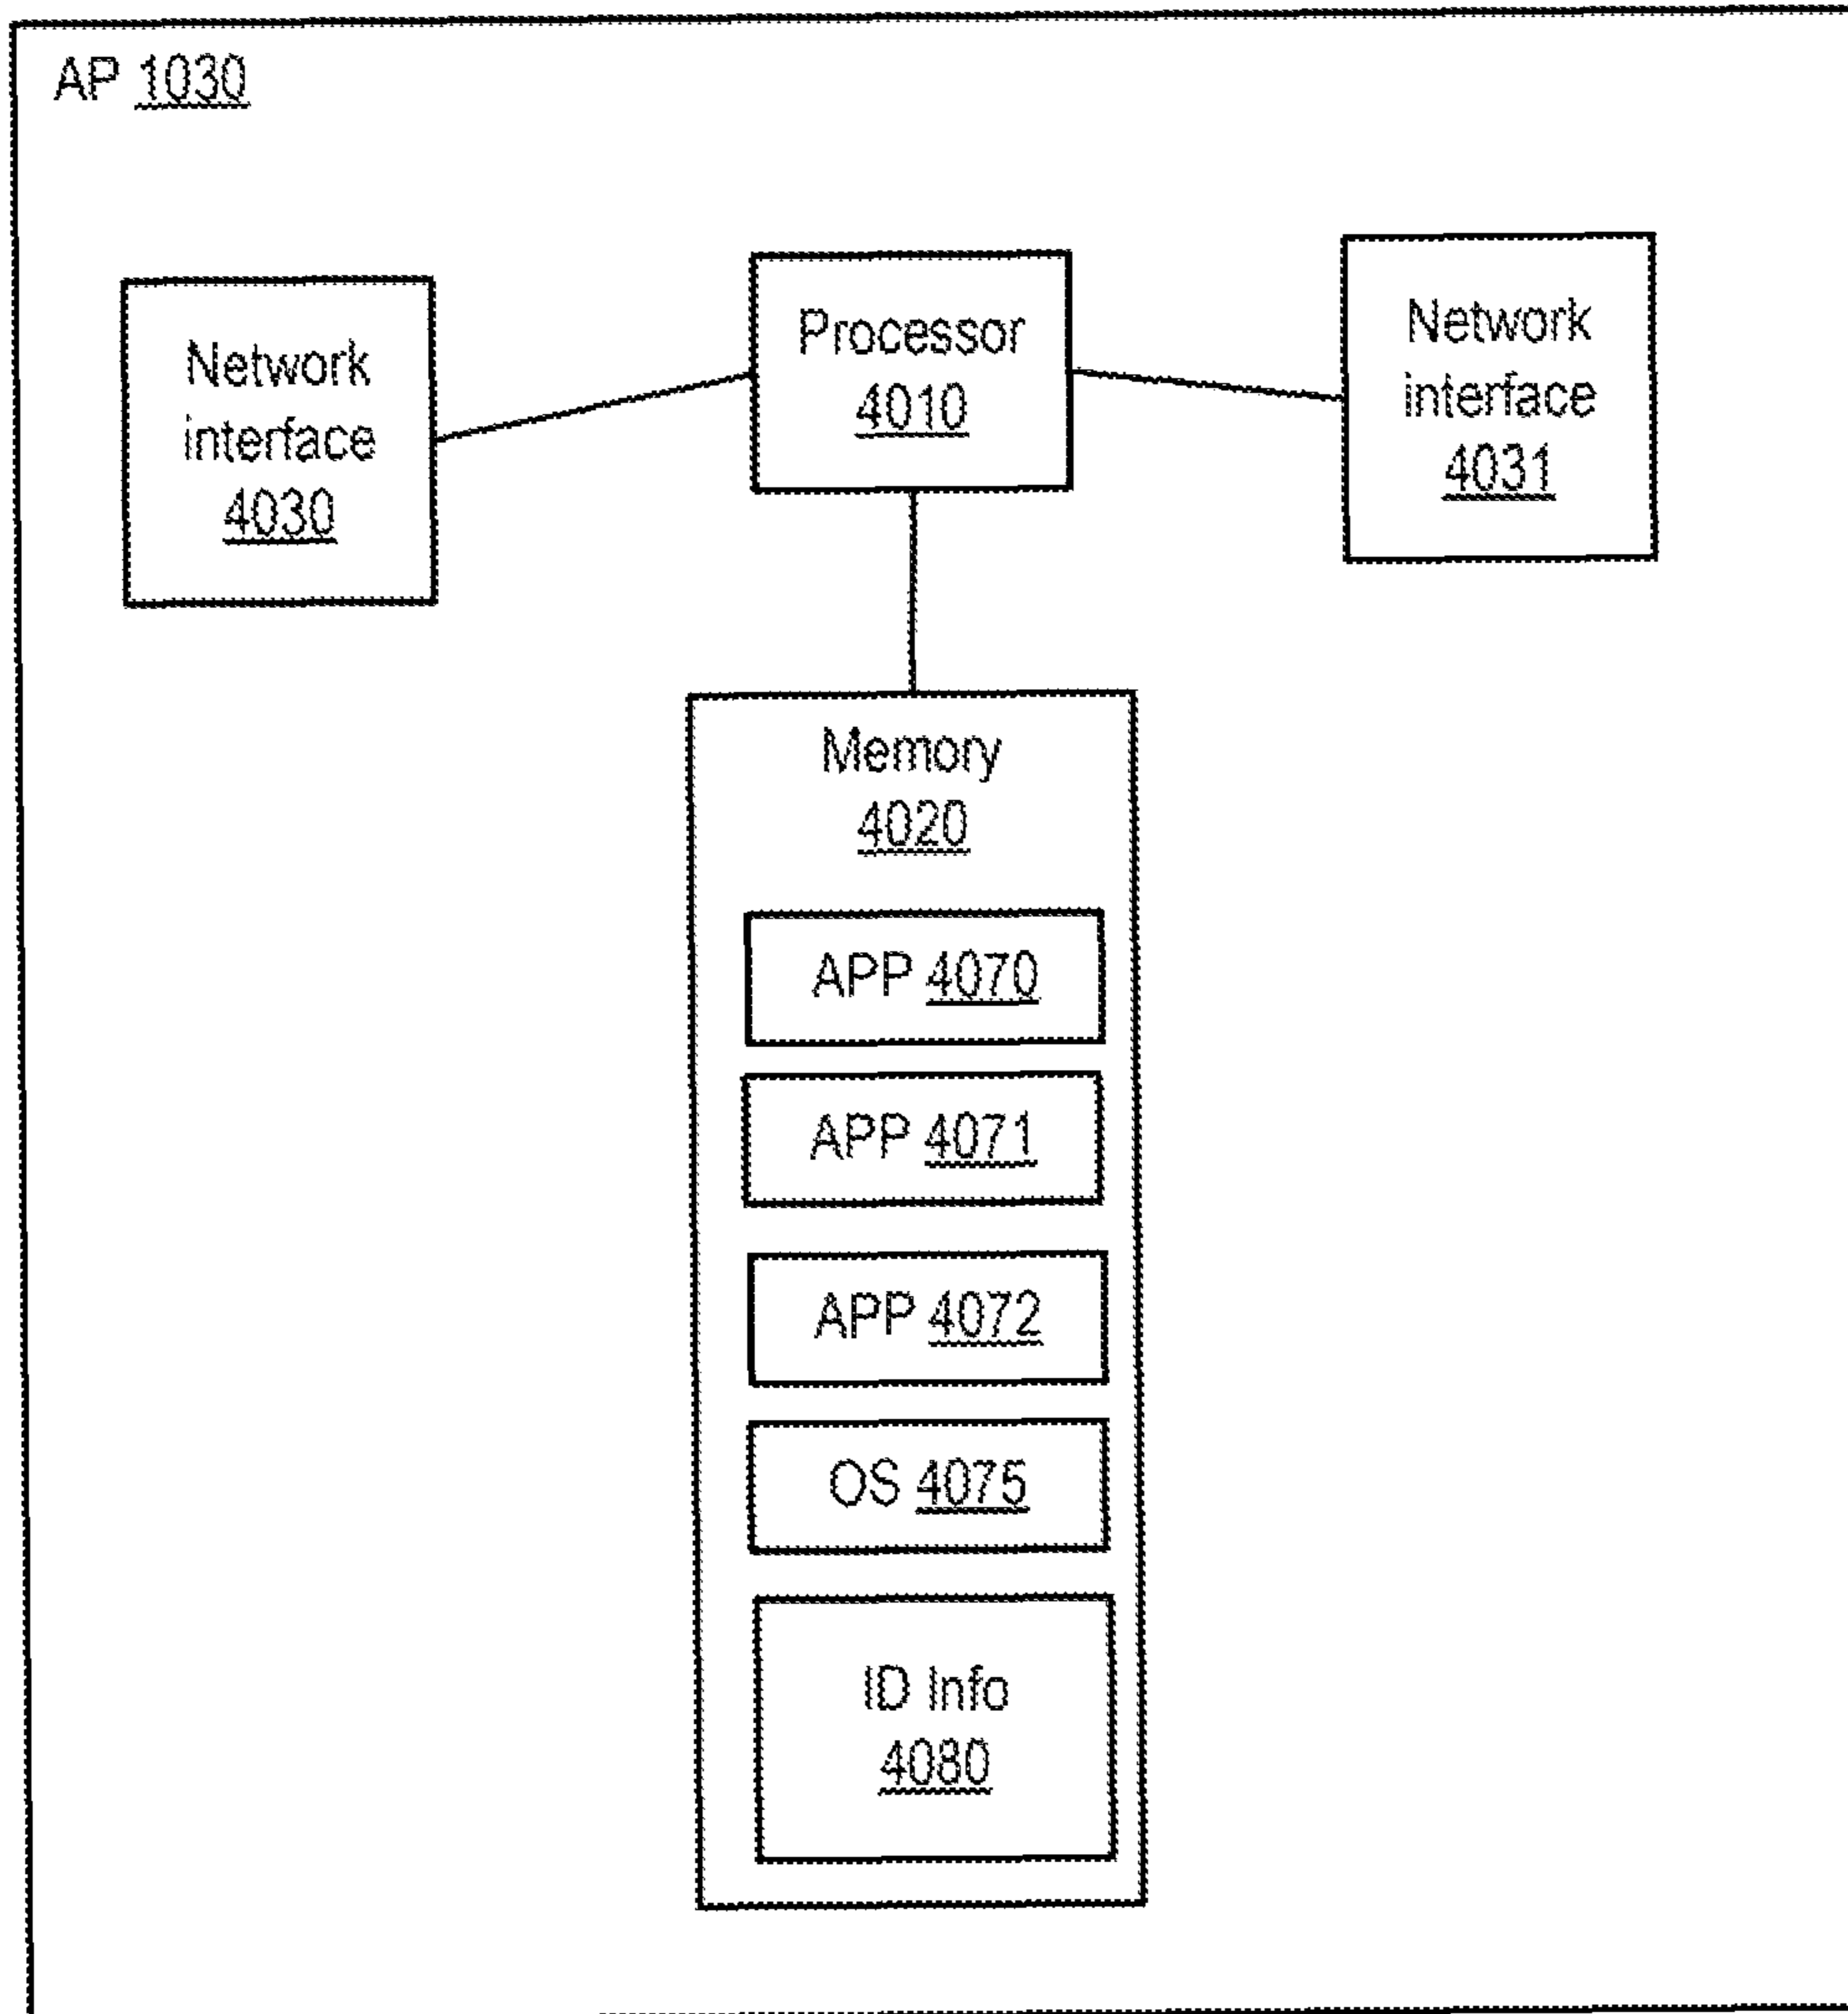 AP 1030
Network
interface
4030
Processor
4010
Network
interface
4031
Memory
4020
APP 4070
APP 4071
APP 4072
OS 4075
ID Info
4080